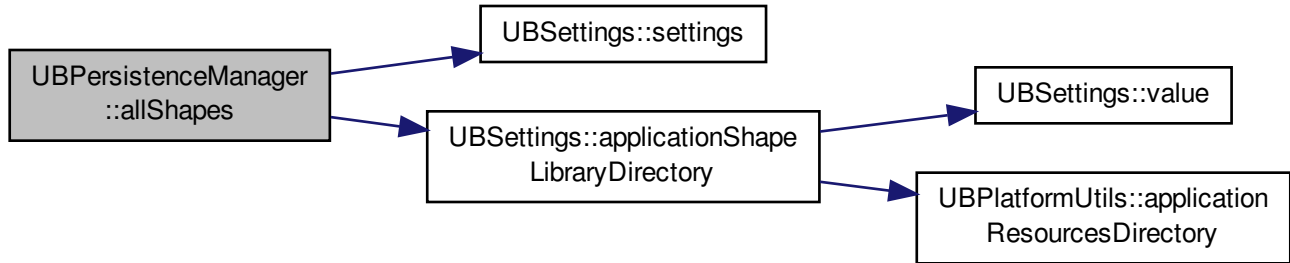 UBPersistenceManager
::allShapes
UBSettings::settings
UBSettings::applicationShape
LibraryDirectory
UBSettings::value
UBPlatformUtils::application
ResourcesDirectory